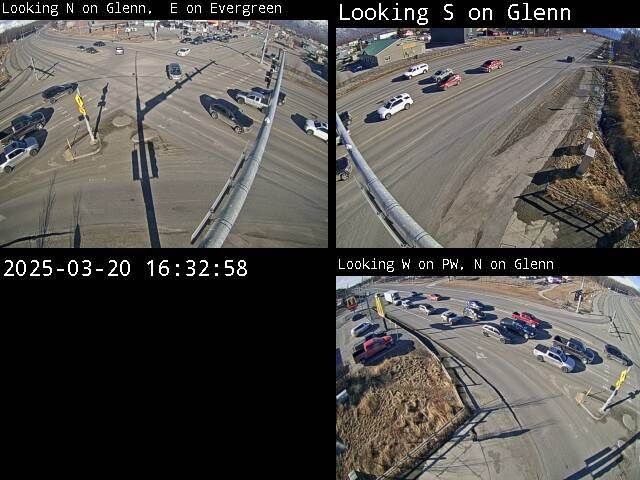 Looking N on Glenn, E on Evergreen
Looking S on Glenn
2025-03-20 16:32:58
Looking W on PW, N on Glenn